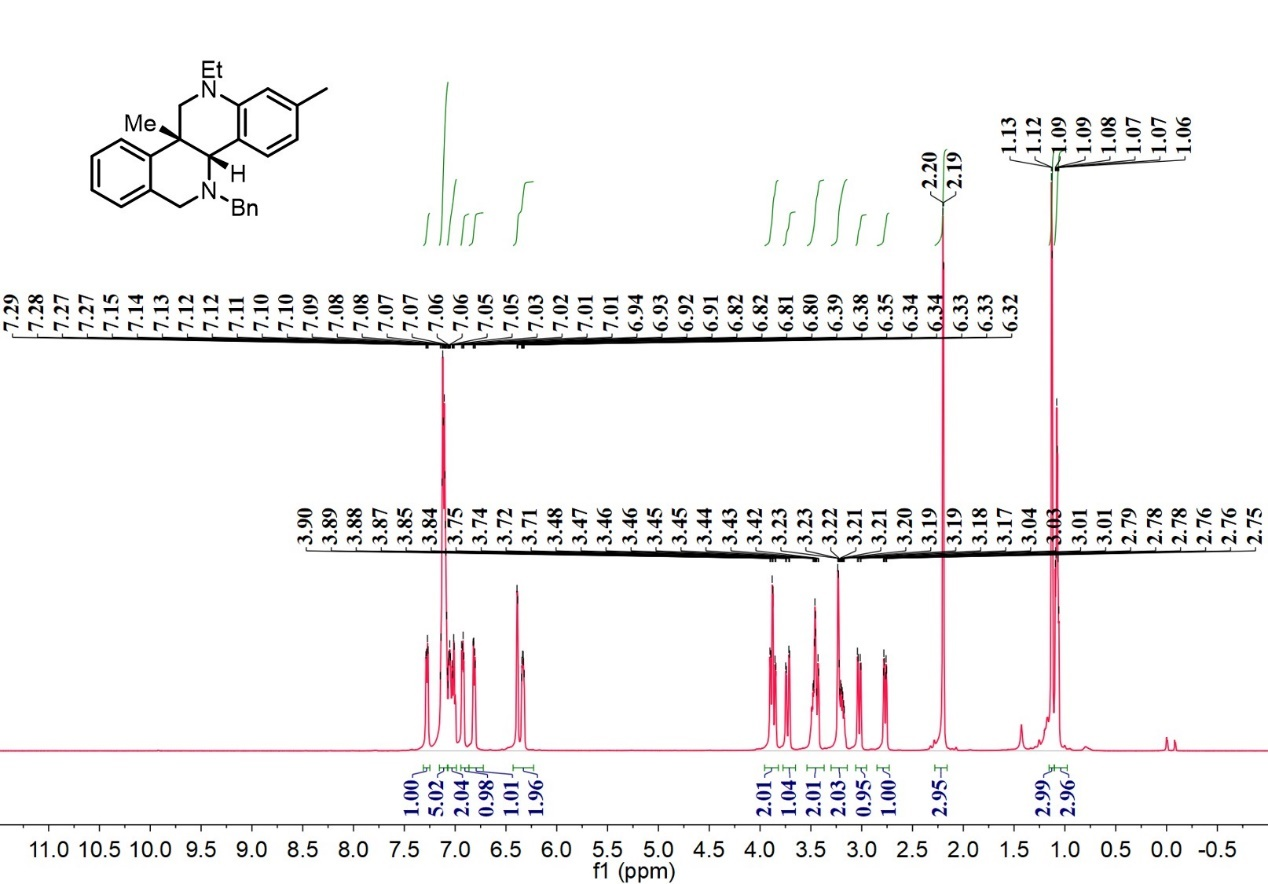 Et
N
Me
H
N
Bn
1.13 1.12 1.09 1.09 1.08 1.07 1.07 1.06
2.20 2.19
7.29 7.28 7.27 7.27 7.15 7.14 7.13 7.12 7.12 7.11 7.10 7.10 7.09 7.08 7.08 7.07 7.07 7.06 7.06 7.05 7.05 7.03 7.02 7.01 7.01 6.94 6.93 6.92 6.91 6.82 6.82 6.81 6.80 6.39 6.38 6.35 6.34 6.34 6.33 6.33 6.32
3.90 3.89 3.88 3.87 3.85 3.84 3.75 3.74 3.72 3.71 3.48 3.47 3.46 3.46 3.45 3.45 3.44 3.43 3.42 3.23 3.23 3.22 3.21 3.21 3.20 3.19 3.19 3.18 3.17 3.04 3.03 3.01 3.01 2.79 2.78 2.78 2.76 2.76 2.75
1.00 5.02 2.04 0.98 1.01 1.96 2.01 1.04 2.01 2.03 0.95 1.00 2.95 2.99 2.96
11.0 10.5 10.0 9.5 9.0 8.5 8.0 7.5 7.0 6.5 6.0 5.5 5.0 4.5 4.0 3.5 3.0 2.5 2.0 1.5 1.0 0.5 0.0 -0.5
f1 (ppm)